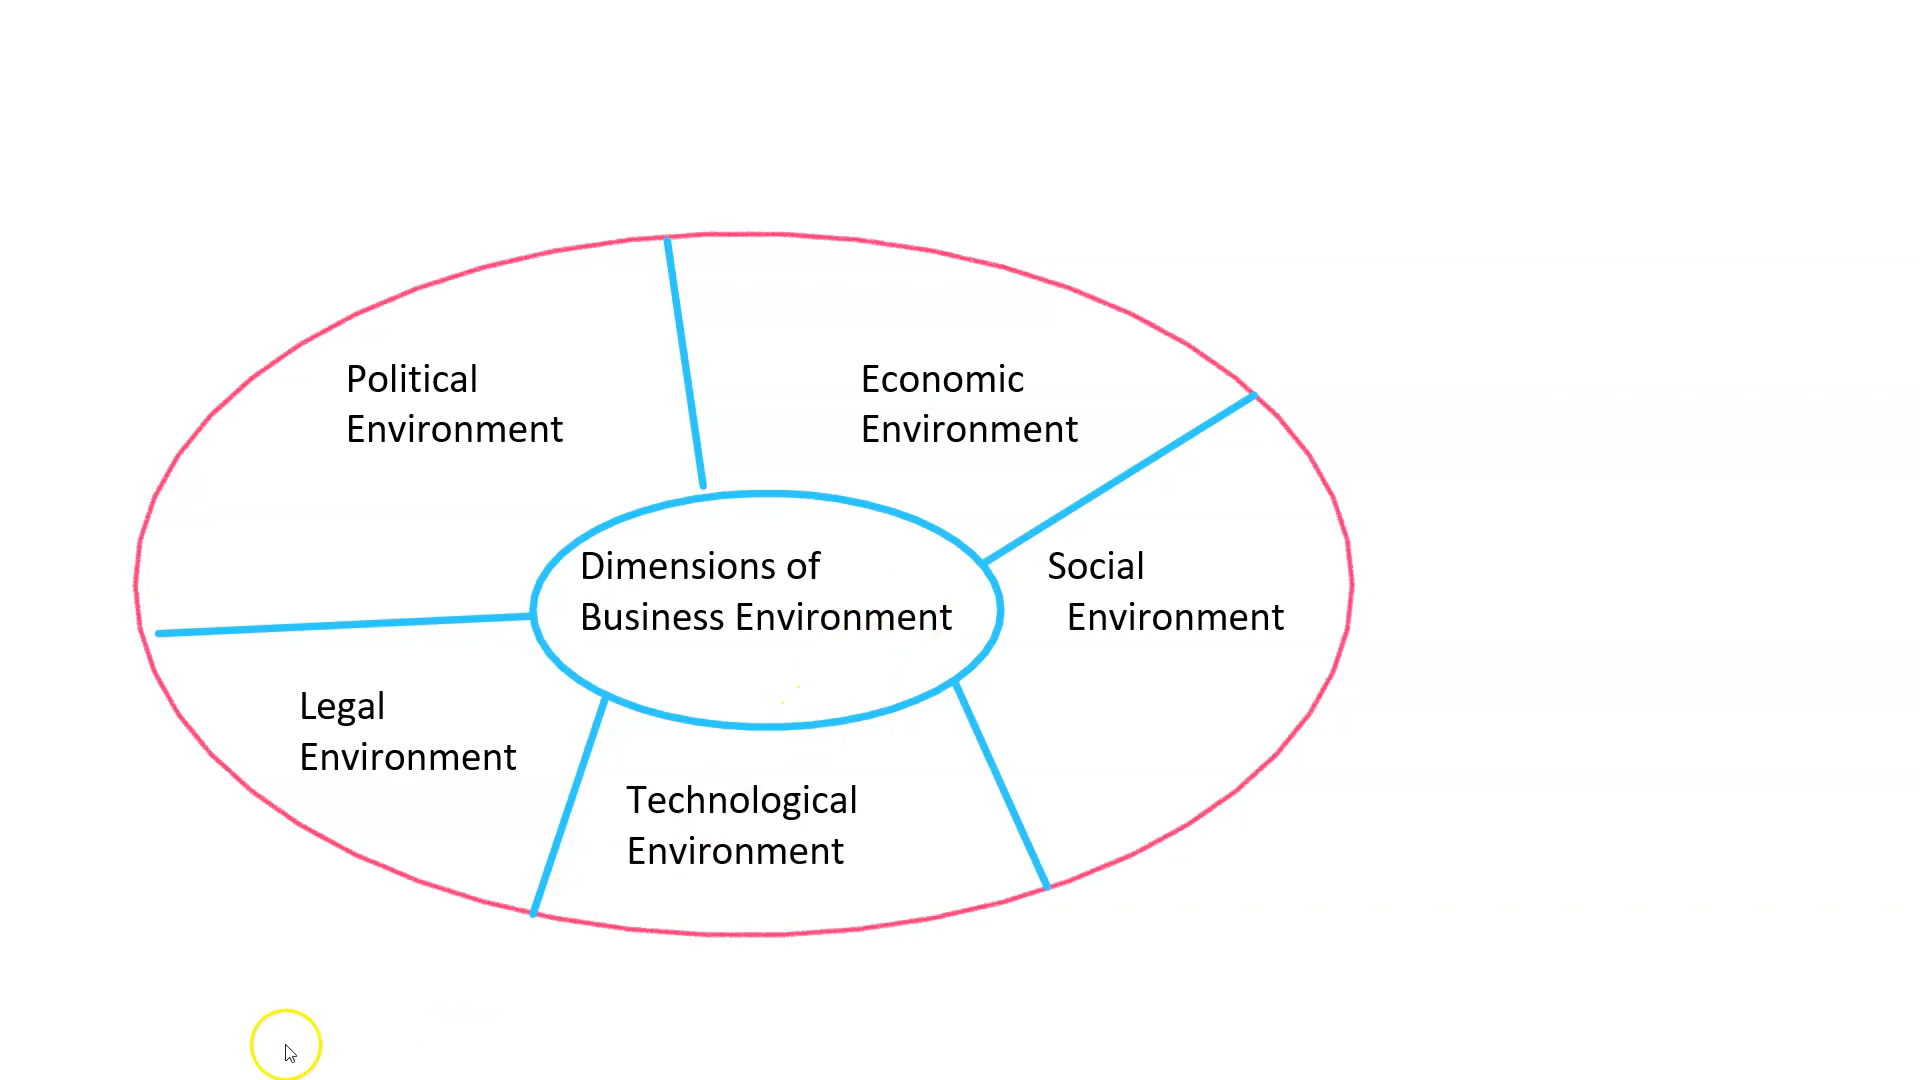 Political
Environment
Economic
Environment
Dimensions of
Business Environment
Social
Environment
Legal
Environment
Technological
Environment